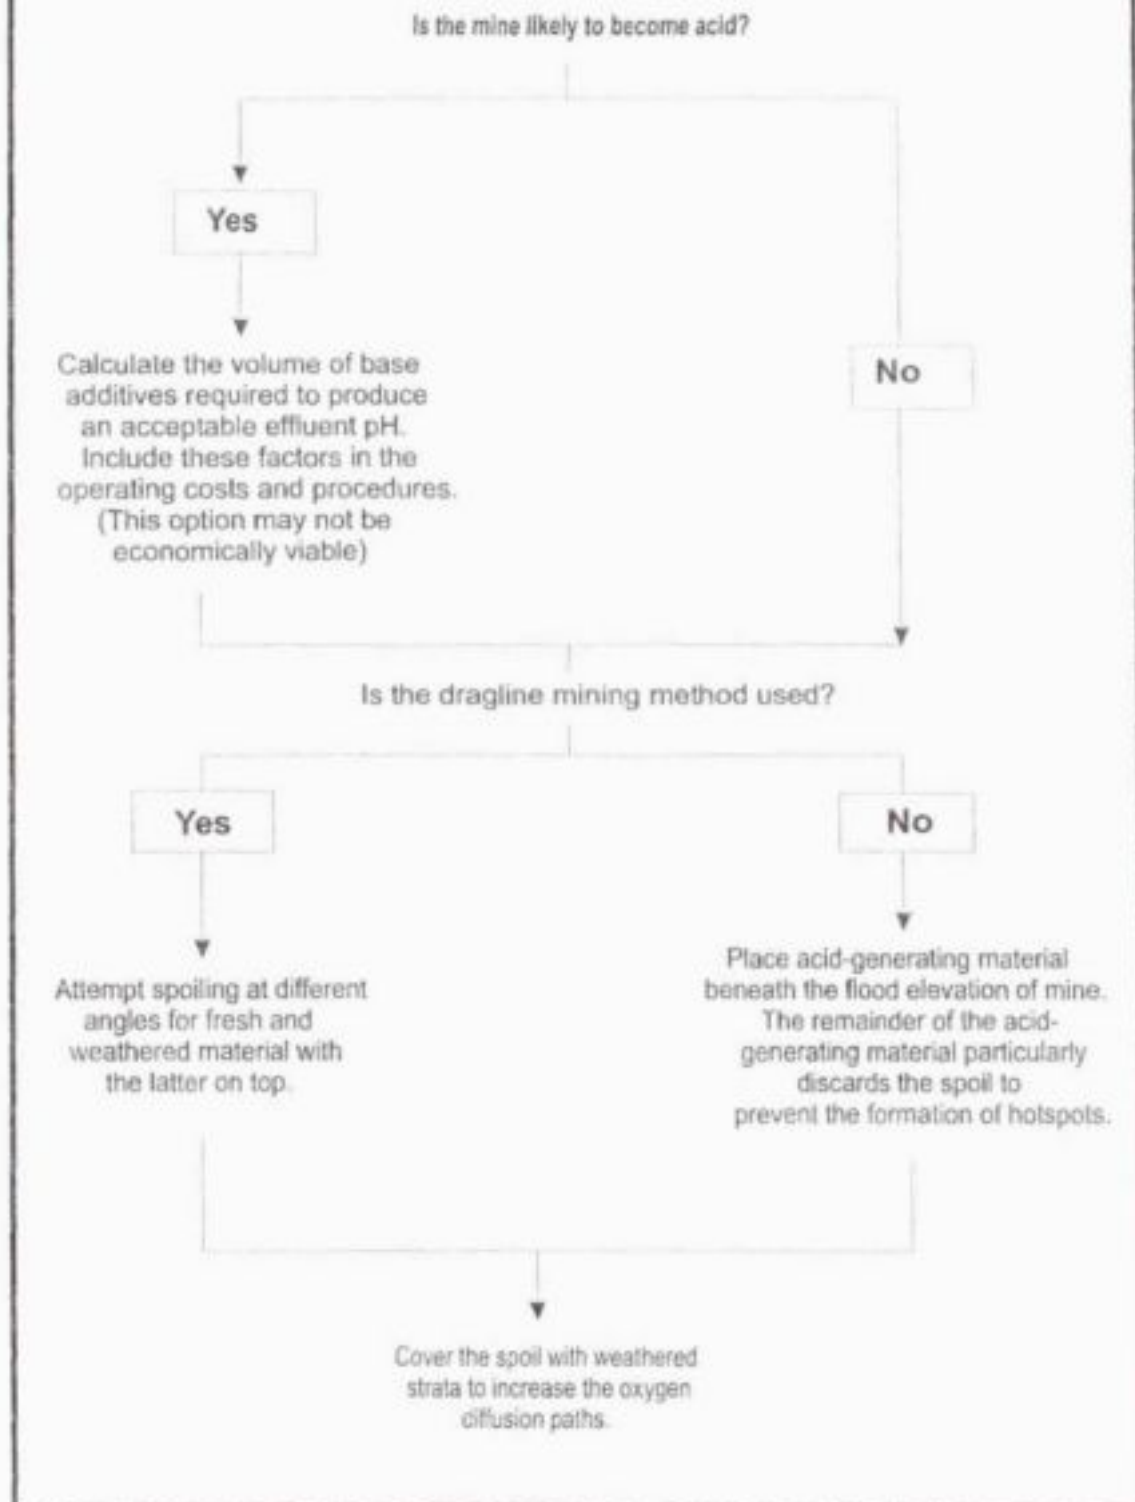 Is the mine likely to become acid?
Yes
Calculate the volume of base
additives required to produce
an acceptable effluent pH.
Include these factors in the
operating costs and procedures.
(This option may not be
economically viable)
No
Is the dragline mining method used?
Yes
No
Attempt spoiling at different
angles for fresh and
weathered material with
the latter on top.
Place acid-generating material
beneath the flood elevation of mine.
The remainder of the acid-
generating material particularly
discards the spoil to
prevent the formation of hotspots.
Cover the spoil with weathered
strata to increase the oxygen
diffusion paths.